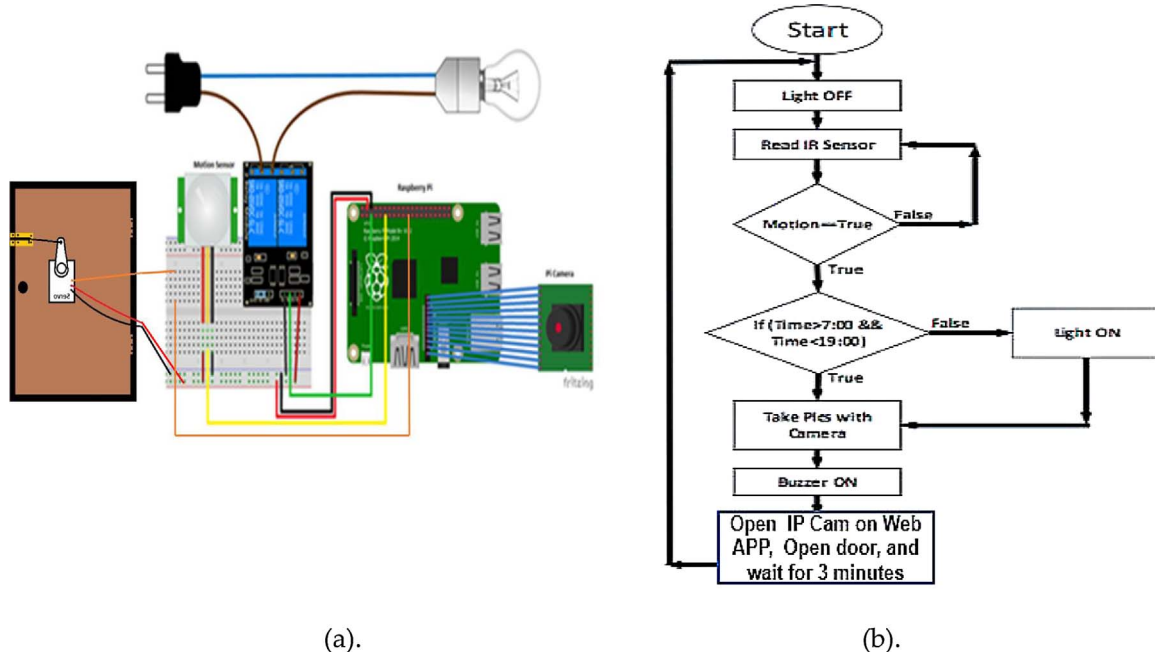 Motion Sensor
Raspberry Pi
Pi Camera
Servo
fritzing
(a).
Start
Light OFF
Read IR Sensor
Motion==True
False
True
If (Time>7:00 &&
Time<19:00)
False
Light ON
True
Take Pics with
Camera
Buzzer ON
Open IP Cam on Web
APP, Open door, and
wait for 3 minutes
(b).